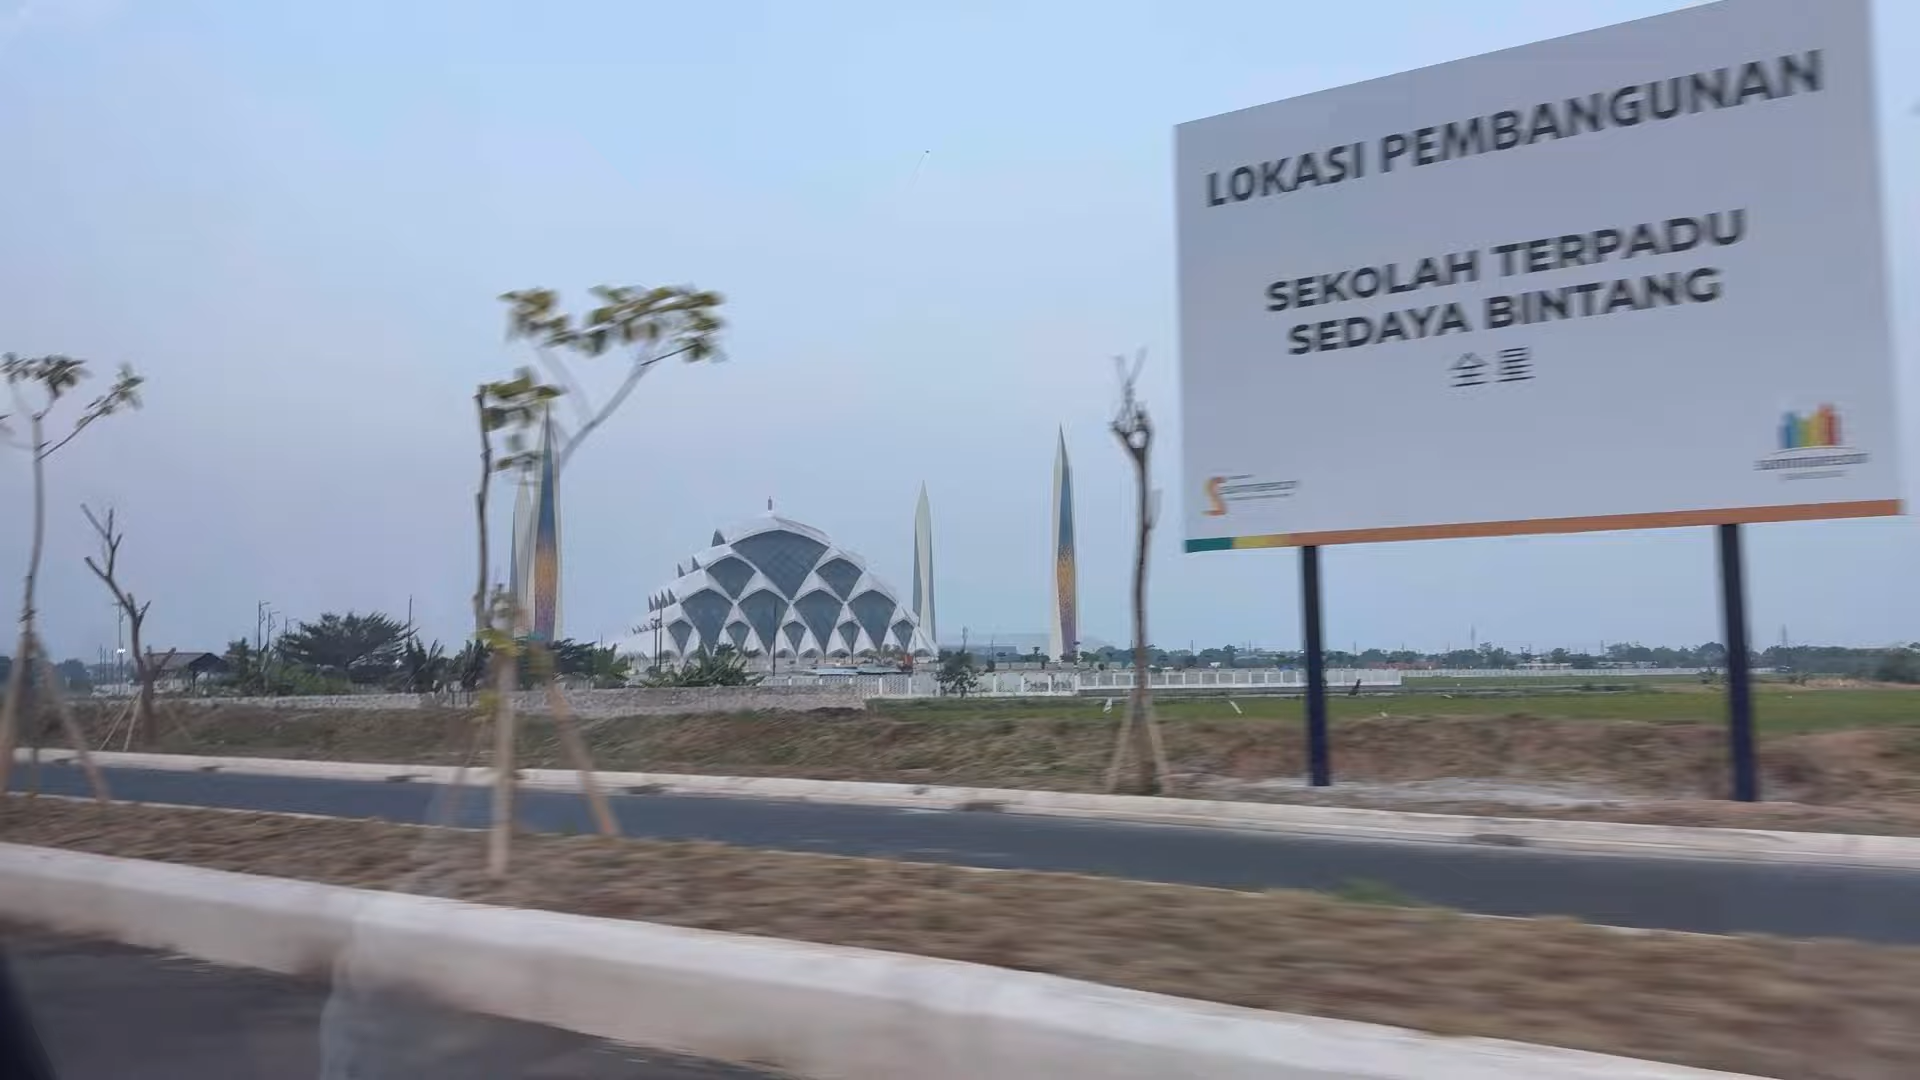 LOKASI PEMBANGUNAN
SEKOLAH TERPADU
SEDAYA BINTANG
全星